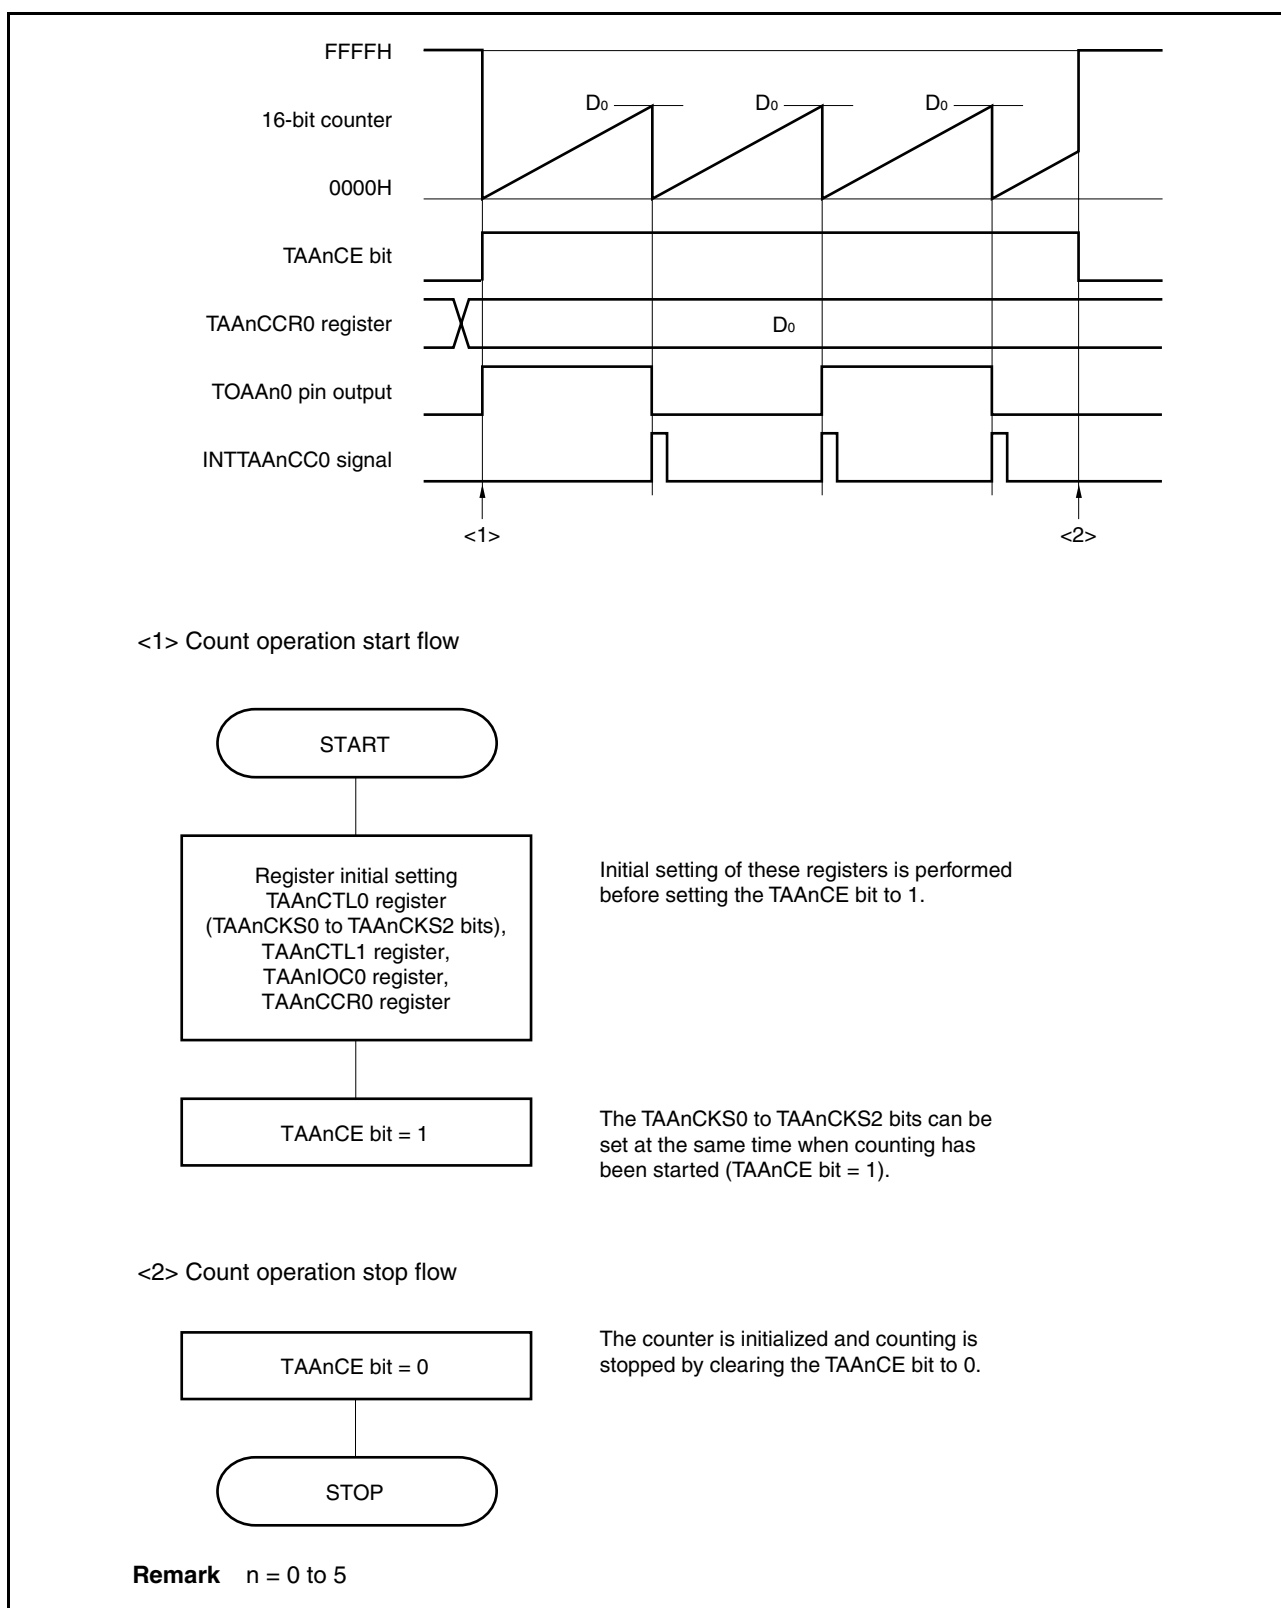 FFFFH
16-bit counter
0000H
D0
D0
D0
TAAnCE bit
TAAnCCR0 register
D0
TOAAn0 pin output
INTTAAnCC0 signal
<1>
<2>
<1> Count operation start flow
START
Register initial setting
TAAnCTL0 register
(TAAnCKS0 to TAAnCKS2 bits),
TAAnCTL1 register,
TAAnIOC0 register,
TAAnCCR0 register
Initial setting of these registers is performed
before setting the TAAnCE bit to 1.
TAAnCE bit = 1
The TAAnCKS0 to TAAnCKS2 bits can be
set at the same time when counting has
been started (TAAnCE bit = 1).
<2> Count operation stop flow
TAAnCE bit = 0
The counter is initialized and counting is
stopped by clearing the TAAnCE bit to 0.
STOP
Remark n = 0 to 5